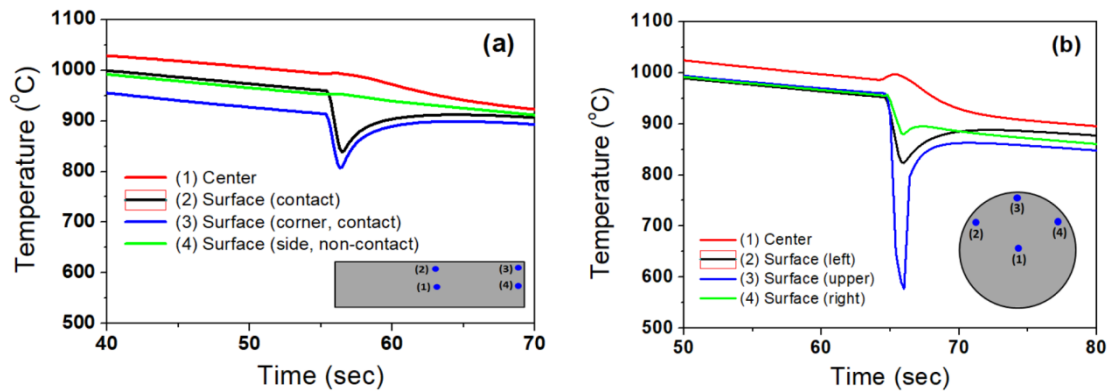 1100
1000
900
800
700
600
500
Temperature (°C)
(a)
(1) Center
(2) Surface (contact)
(3) Surface (corner, contact)
(4) Surface (side, non-contact)
(2)
(3)
(1)
(4)
40
50
60
70
Time (sec)
1100
1000
900
800
700
600
500
Temperature (°C)
(b)
(1) Center
(2) Surface (left)
(3) Surface (upper)
(4) Surface (right)
(3)
(2)
(4)
(1)
50
60
70
80
Time (sec)